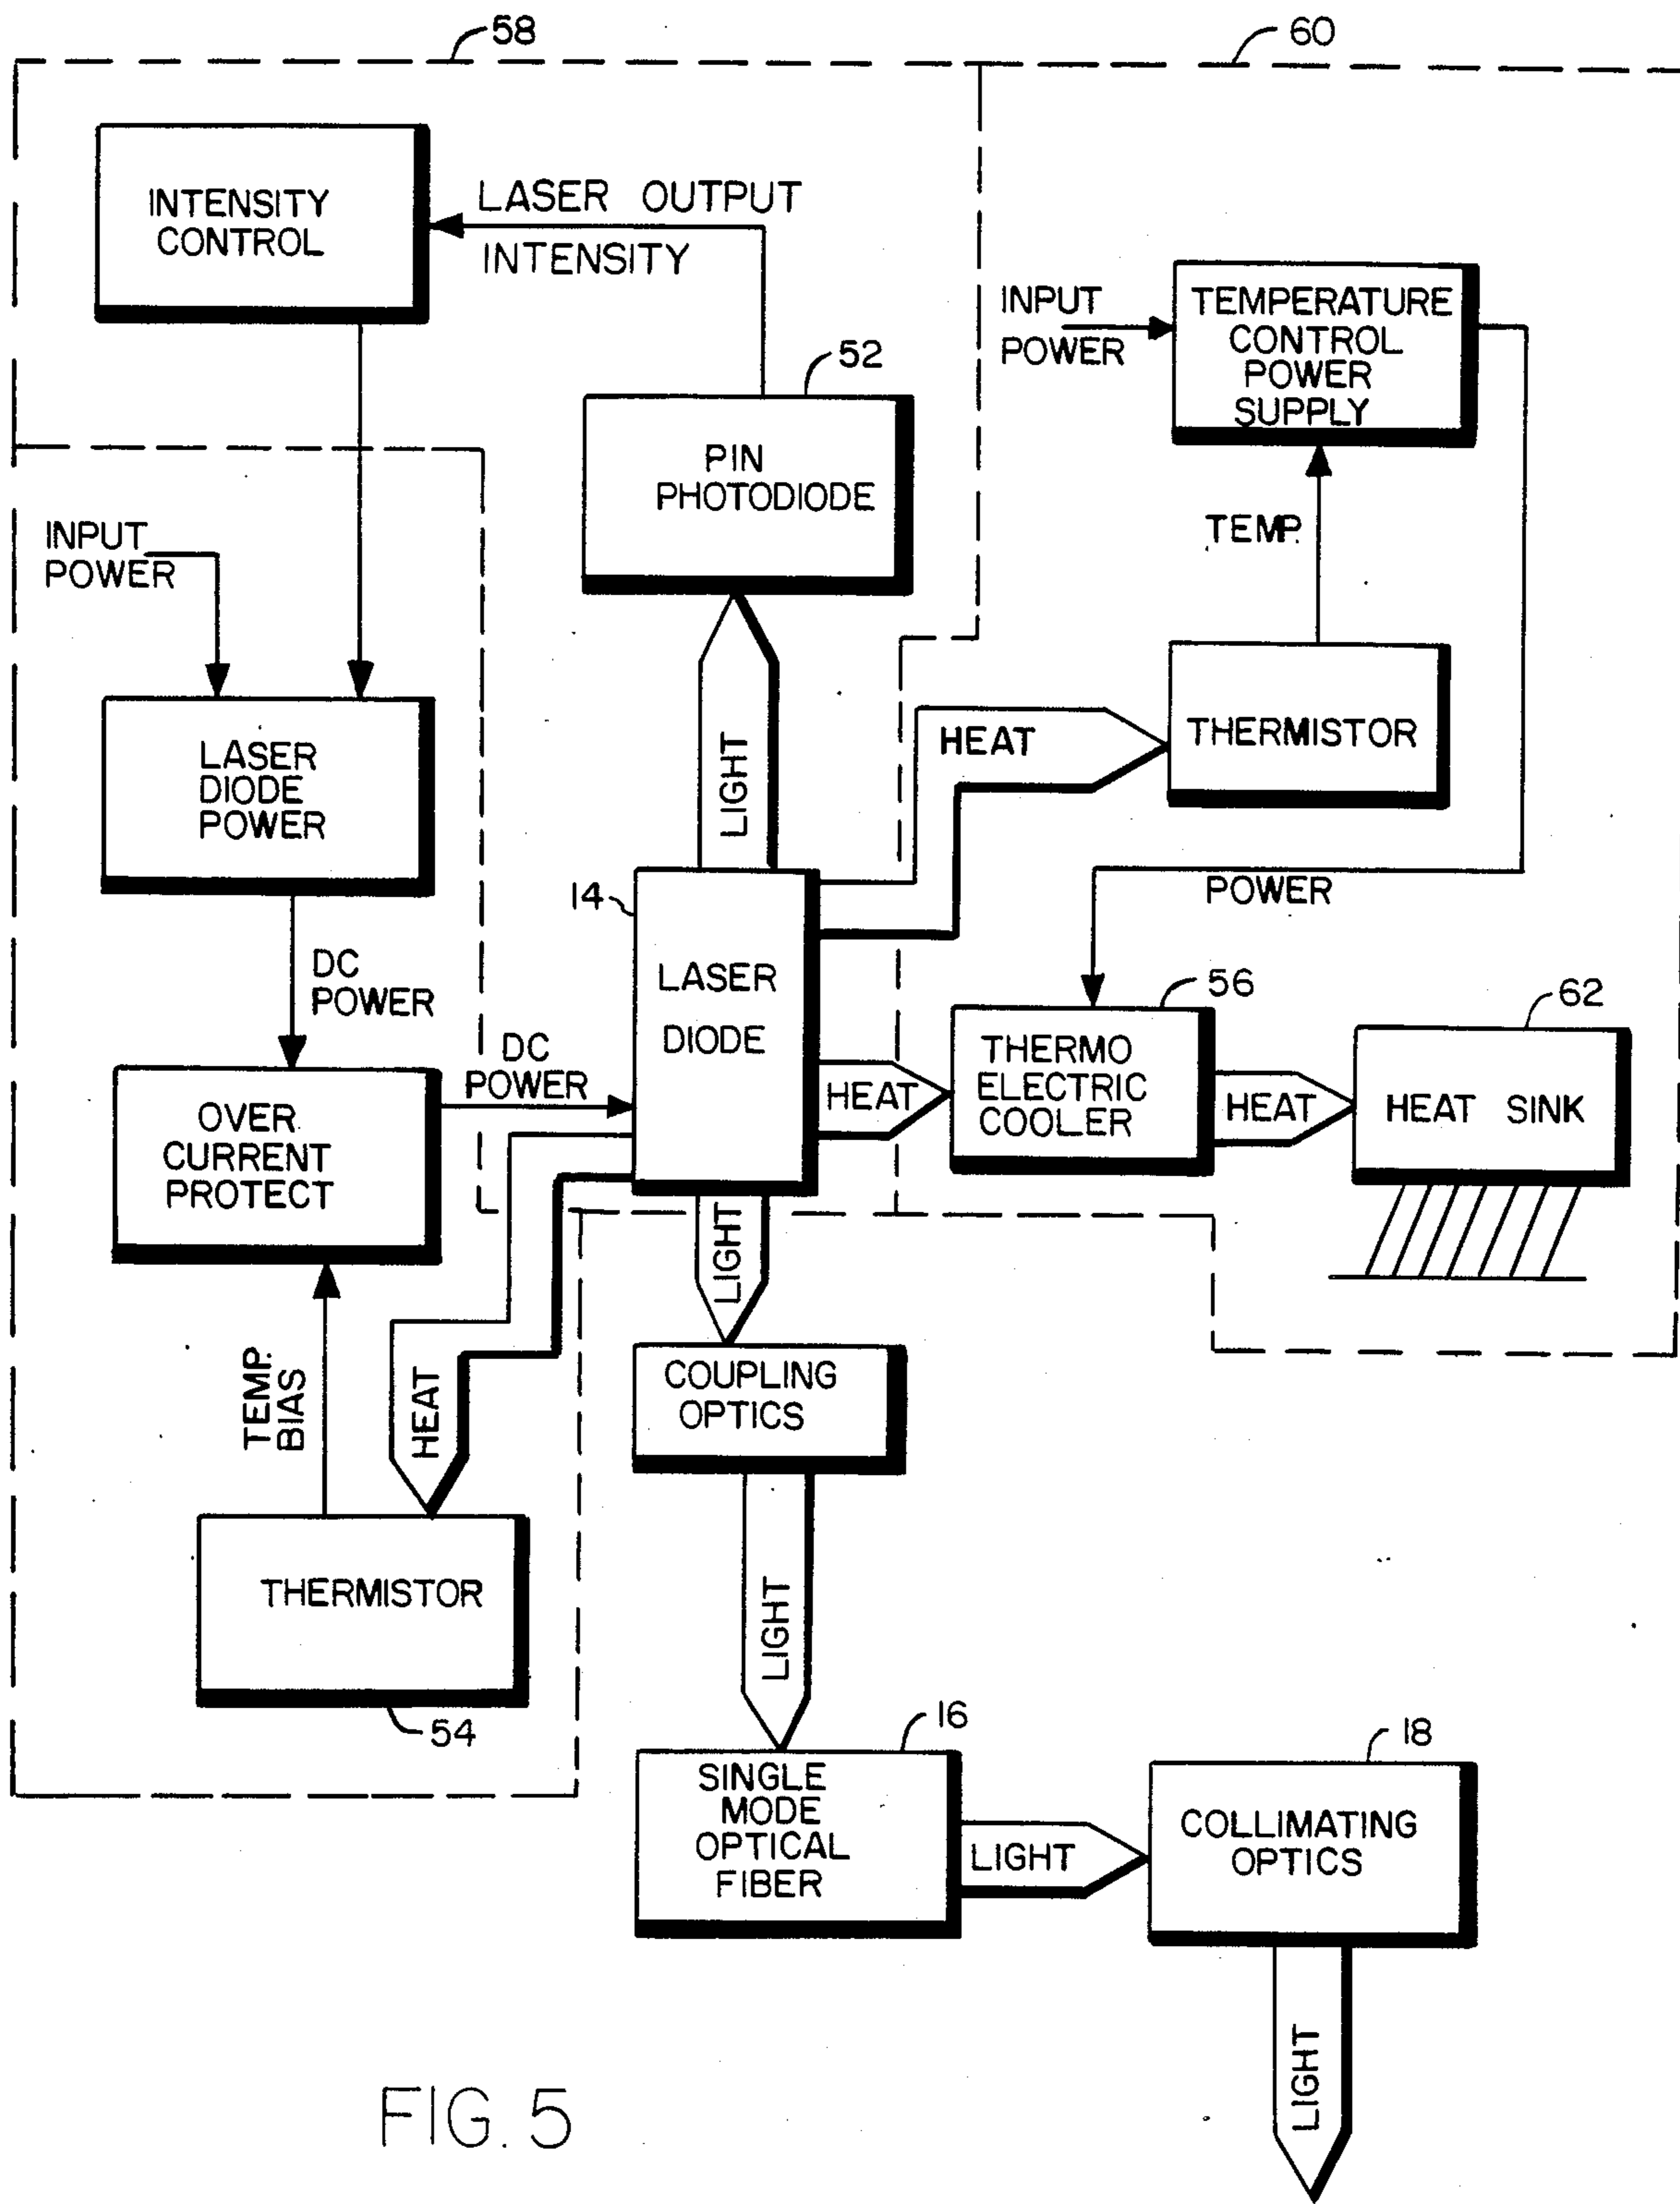 58
60
INTENSITY
CONTROL
LASER OUTPUT
INTENSITY
INPUT
POWER
TEMPERATURE
CONTROL
POWER
SUPPLY
52
PIN
PHOTODIODE
TEMP.
INPUT
POWER
LASER
DIODE
POWER
LIGHT
HEAT
THERMISTOR
POWER
14
LASER
DIODE
DC
POWER
DC
POWER
56
62
THERMO
ELECTRIC
COOLER
HEAT
HEAT
HEAT SINK
OVER
CURRENT
PROTECT
LIGHT
TEMP.
BIAS
HEAT
COUPLING
OPTICS
THERMISTOR
54
LIGHT
16
18
SINGLE
MODE
OPTICAL
FIBER
LIGHT
COLLIMATING
OPTICS
LIGHT
FIG. 5